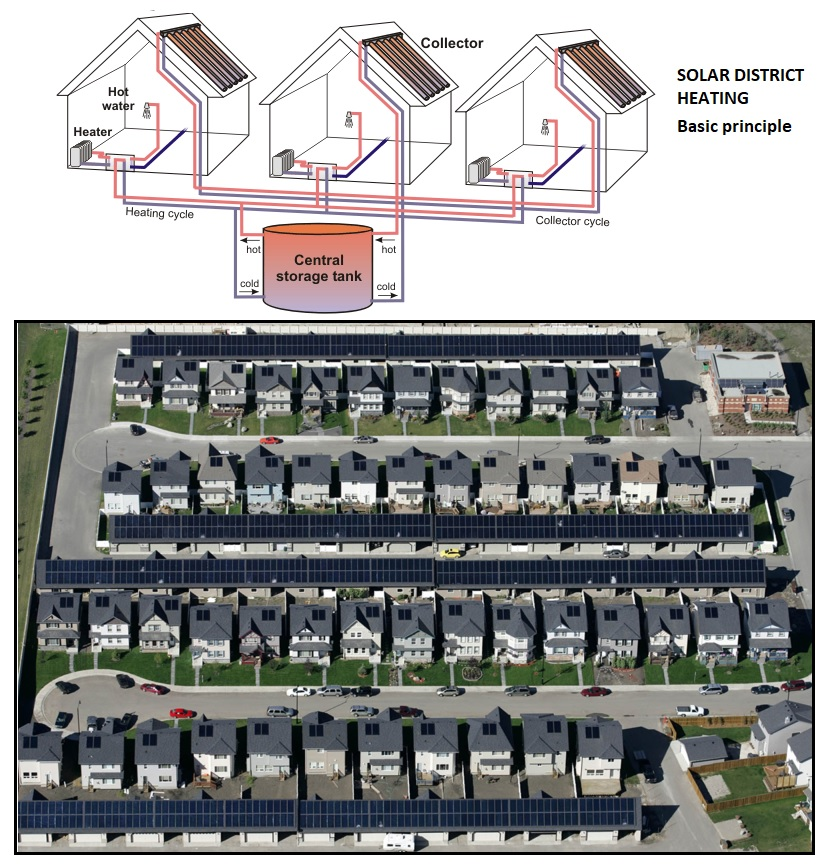 Collector
SOLAR DISTRICT
HEATING
Basic principle
Hot
water
Heater
Heating cycle
Collector cycle
hot
hot
Central
storage tank
cold
cold